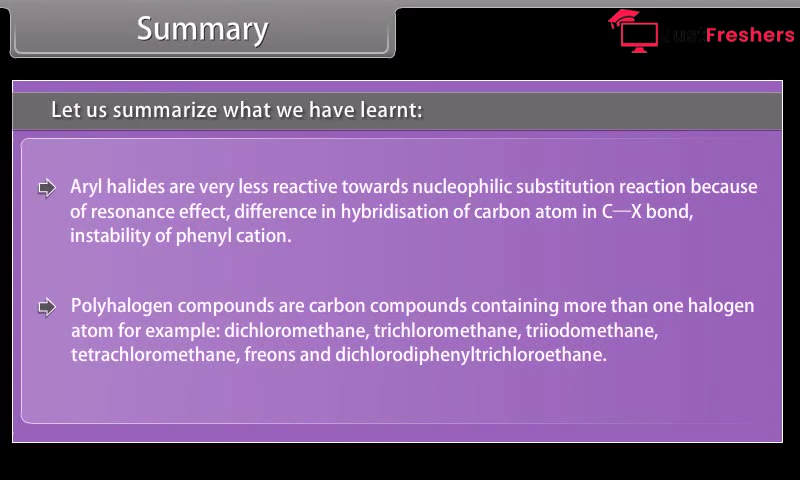 Summary
JustFreshers
Let us summarize what we have learnt:
Aryl halides are very less reactive towards nucleophilic substitution reaction because
of resonance effect, difference in hybridisation of carbon atom in C—X bond,
instability of phenyl cation.
Polyhalogen compounds are carbon compounds containing more than one halogen
atom for example: dichloromethane, trichloromethane, triiodomethane,
tetrachloromethane, freons and dichlorodiphenyltrichloroethane.